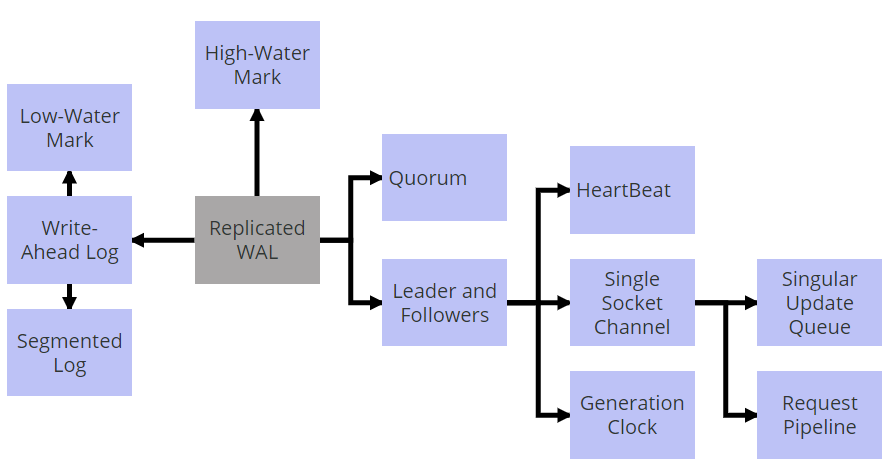 High-Water
Mark
Low-Water
Mark
Quorum
HeartBeat
Write-
Ahead Log
Replicated
WAL
Leader and
Followers
Single
Socket
Channel
Singular
Update
Queue
Segmented
Log
Generation
Clock
Request
Pipeline